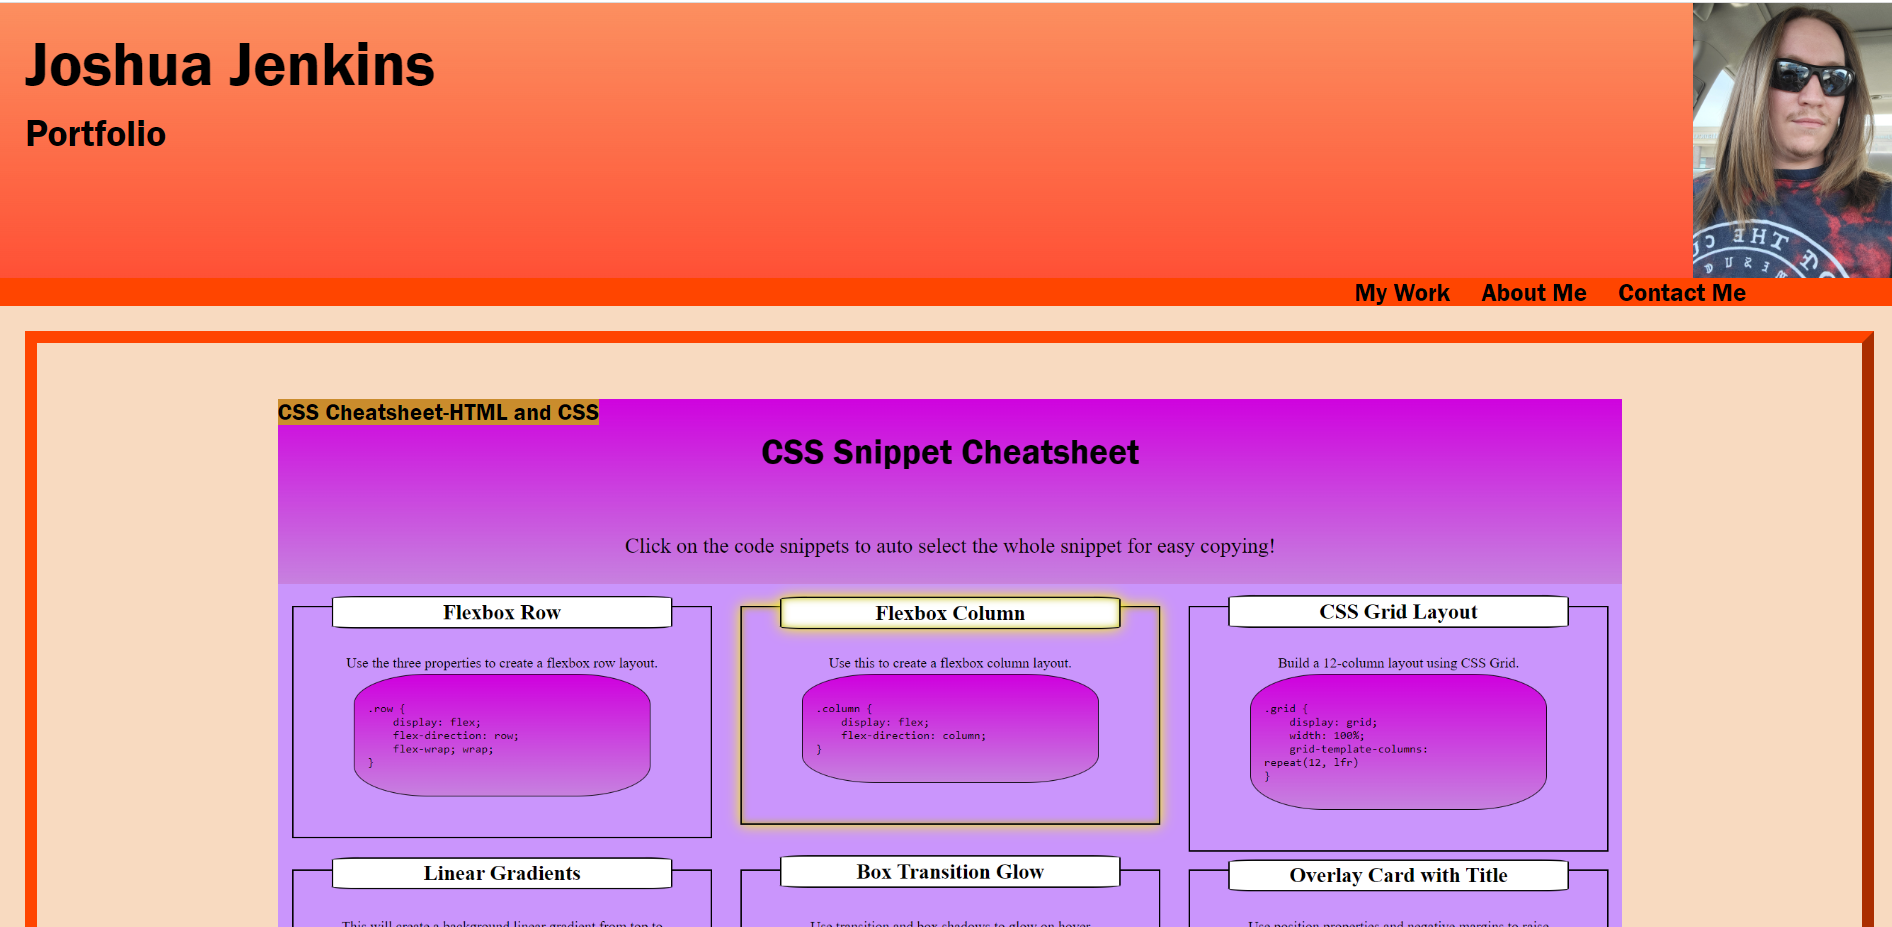 Joshua Jenkins
Portfolio
THE
My Work About Me Contact Me
CSS Cheatsheet-HTML and CSS
CSS Snippet Cheatsheet
Click on the code snippets to auto select the whole snippet for easy copying!
Flexbox Row
Use the three properties to create a flexbox row layout.
.row {
display: flex;
flex-direction: row;
flex-wrap; wrap;
}
Flexbox Column
Use this to create a flexbox column layout.
.column {
display: flex;
flex-direction: column;
}
CSS Grid Layout
Build a 12-column layout using CSS Grid.
.grid {
display: grid;
width: 100%;
grid-template-columns:
repeat(12, lfr)
}
Linear Gradients
This will create a background linear gradient from top to
Box Transition Glow
Use transition and box shadows to glow on hover
Overlay Card with Title
Use position properties and negative margins to raise